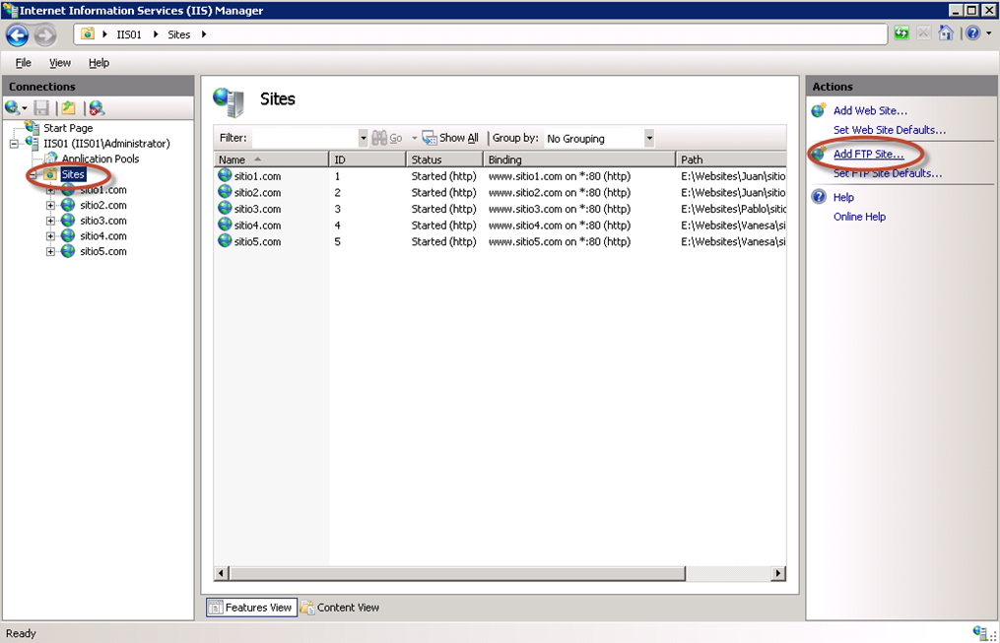 Internet Information Services (IIS) Manager
IIS01 Sites
File View Help
Connections
Start Page
IIS01 (IIS01\Administrator)
Application Pools
Sites
sitio1.com
sitio2.com
sitio3.com
sitio4.com
sitio5.com
Sites
Filter: Go Show All Group by: No Grouping
Name ID Status Binding Path
sitio1.com 1 Started (http) www.sitio1.com on *:80 (http) E:\Websites\Juan\sitio
sitio2.com 2 Started (http) www.sitio2.com on *:80 (http) E:\Websites\Juan\sitio
sitio3.com 3 Started (http) www.sitio3.com on *:80 (http) E:\Websites\Pablo\sitio
sitio4.com 4 Started (http) www.sitio4.com on *:80 (http) E:\Websites\Vanesa\si
sitio5.com 5 Started (http) www.sitio5.com on *:80 (http) E:\Websites\Vanesa\si
Features View Content View
Actions
Add Web Site...
Set Web Site Defaults...
Add FTP Site...
Set FTP Site Defaults...
Help
Online Help
Ready